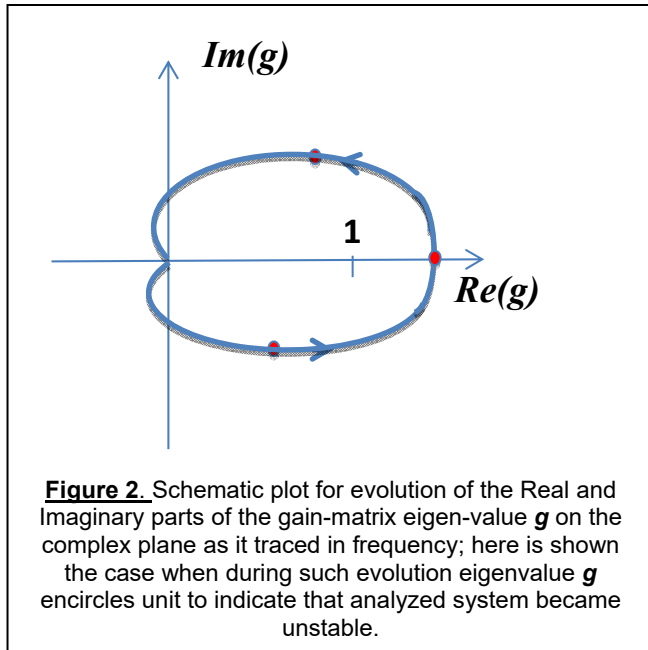 Im(g)
1
Re(g)
Figure 2. Schematic plot for evolution of the Real and
Imaginary parts of the gain-matrix eigen-value g on the
complex plane as it traced in frequency; here is shown
the case when during such evolution eigenvalue g
encircles unit to indicate that analyzed system became
unstable.